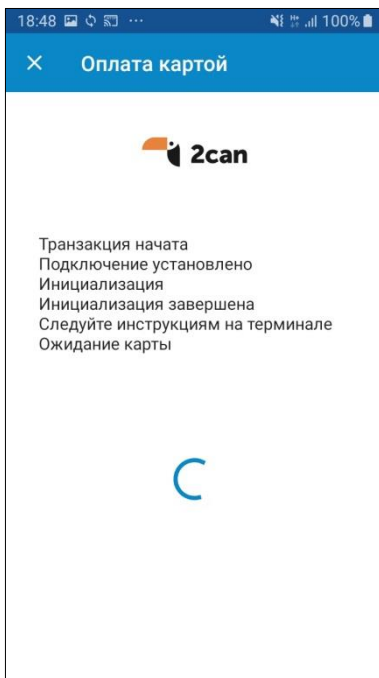 18:48 ... 100%
Оплата картой
2can
Транзакция начата
Подключение установлено
Инициализация
Инициализация завершена
Следуйте инструкциям на терминале
Ожидание карты